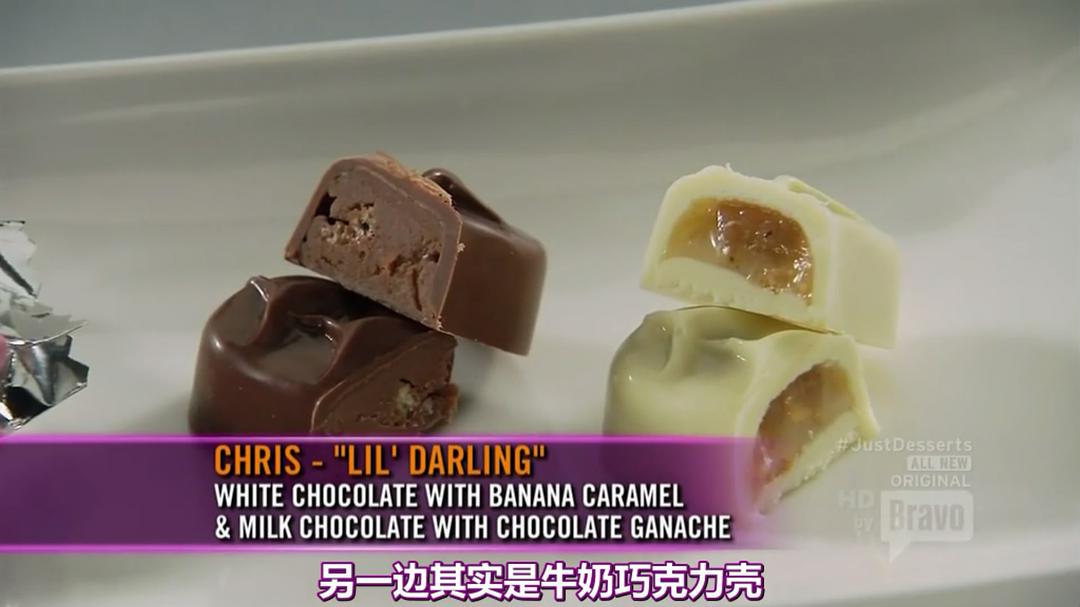 CHRIS - "LIL' DARLING"
WHITE CHOCOLATE WITH BANANA CARAMEL
& MILK CHOCOLATE WITH CHOCOLATE GANACHE
#JustDesserts
ALL NEW
ORIGINAL
HD
by
Bravo
另一边其实是牛奶巧克力壳